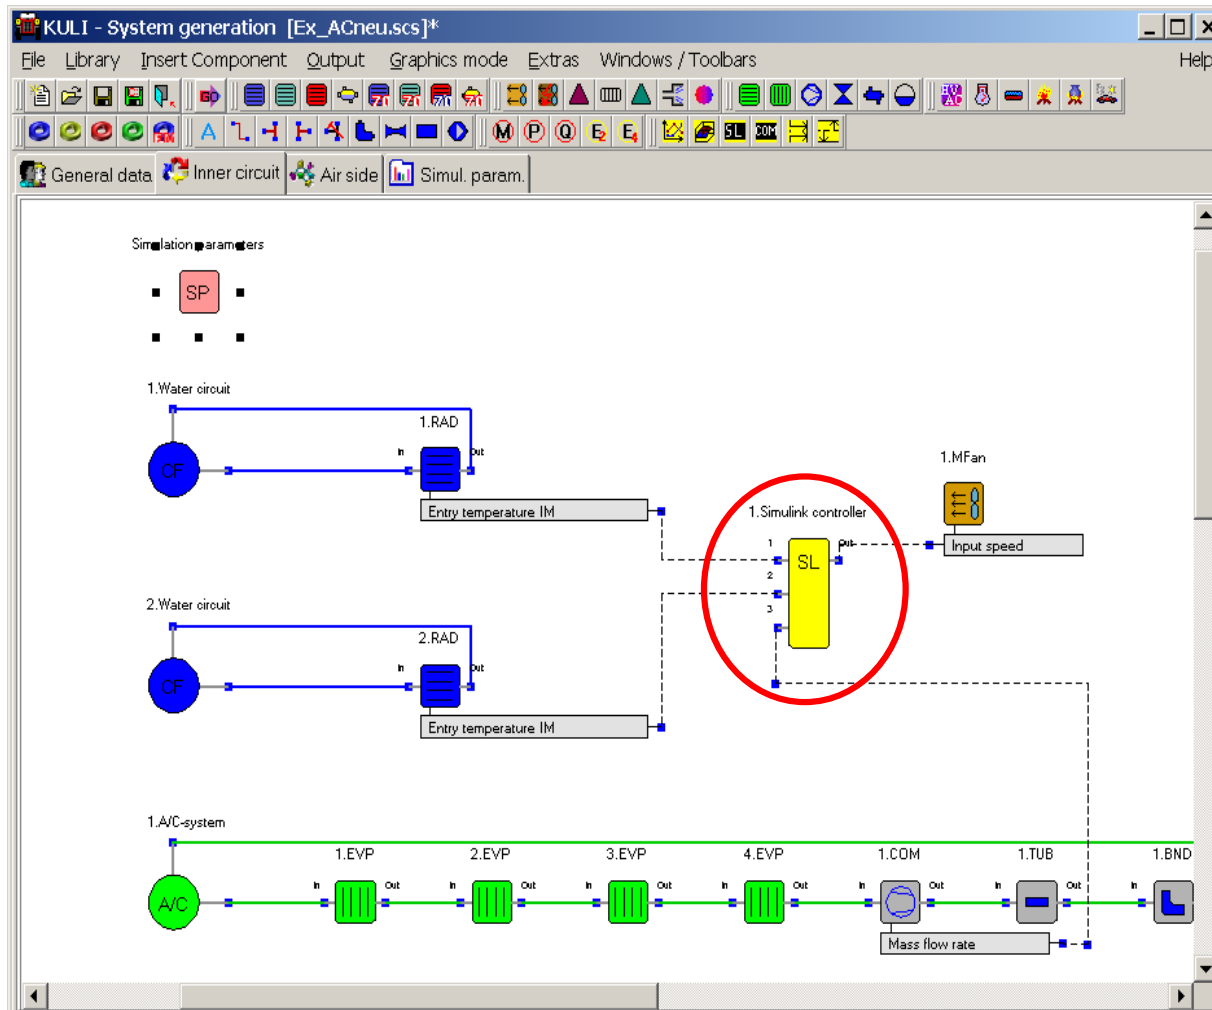 KULI - System generation [Ex_ACneu.scs]*
File Library Insert Component Output Graphics mode Extras Windows / Toolbars Help
A M P Q E2 E4 SL COM
General data Inner circuit Air side Simul. param.
Simulation parameters
SP
1.Water circuit
1.RAD
In Out
CF
1.MFan
Entry temperature IM
1.Simulink controller
1 Out
SL
Input speed
2
2.Water circuit
3
2.RAD
In Out
CF
Entry temperature IM
1.A/C-system
1.EVP 2.EVP 3.EVP 4.EVP 1.COM 1.TUB 1.BND
In Out In Out In Out In Out In Out In Out In
A/C
Mass flow rate